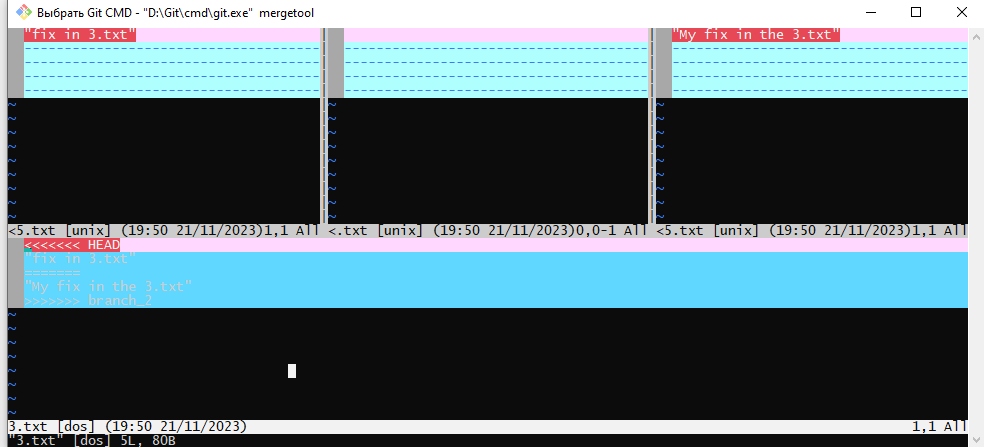 Выбрать Git CMD - "D:\Git\cmd\git.exe" mergetool
"fix in 3.txt"
"My fix in the 3.txt"
~
~
~
~
~
~
~
~
~
<5.txt [unix] (19:50 21/11/2023)1,1 All <.txt [unix] (19:50 21/11/2023)0,0-1 All <5.txt [unix] (19:50 21/11/2023)1,1 All
<<<<<<< HEAD
"fix in 3.txt"
=======
"My fix in the 3.txt"
>>>>>>> branch_2
~
~
~
~
~
~
~
~
3.txt [dos] (19:50 21/11/2023) 1,1 All
"3.txt" [dos] 5L, 80B